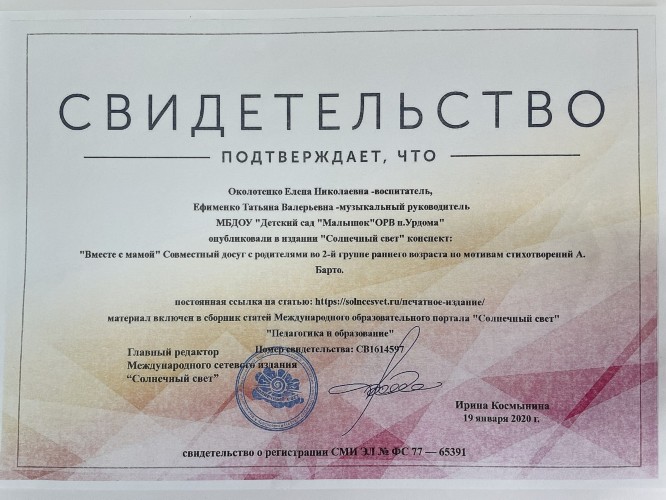 СВИДЕТЕЛЬСТВО
ПОДТВЕРЖДАЕТ, ЧТО
Околотенко Елена Николаевна -воспитатель,
Ефименко Татьяна Валерьевна -музыкальный руководитель
МБДОУ "Детский сад "Малышок"ОРВ п.Урдома"
опубликовали в издании "Солнечный свет" конспект:
"Вместе с мамой" Совместный досуг с родителями во 2-й группе раннего возраста по мотивам стихотворений А.
Барто.
постоянная ссылка на статью: https://solncesvet.ru/печатное-издание/
материал включен в сборник статей Международного образовательного портала "Солнечный свет"
"Педагогика и образование"
Номер свидетельства: СВ1614597
Главный редактор
Международного сетевого издания
“Солнечный свет”
Ирина Космынина
19 января 2020 г.
свидетельство о регистрации СМИ ЭЛ № ФС 77 — 65391